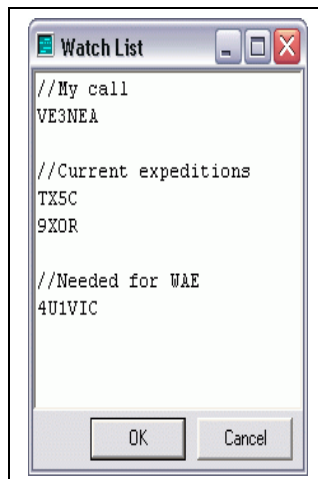 Watch List
//My call
VE3NEA

//Current expeditions
TX5C
9X0R

//Needed for WAE
4U1VIC

OK Cancel